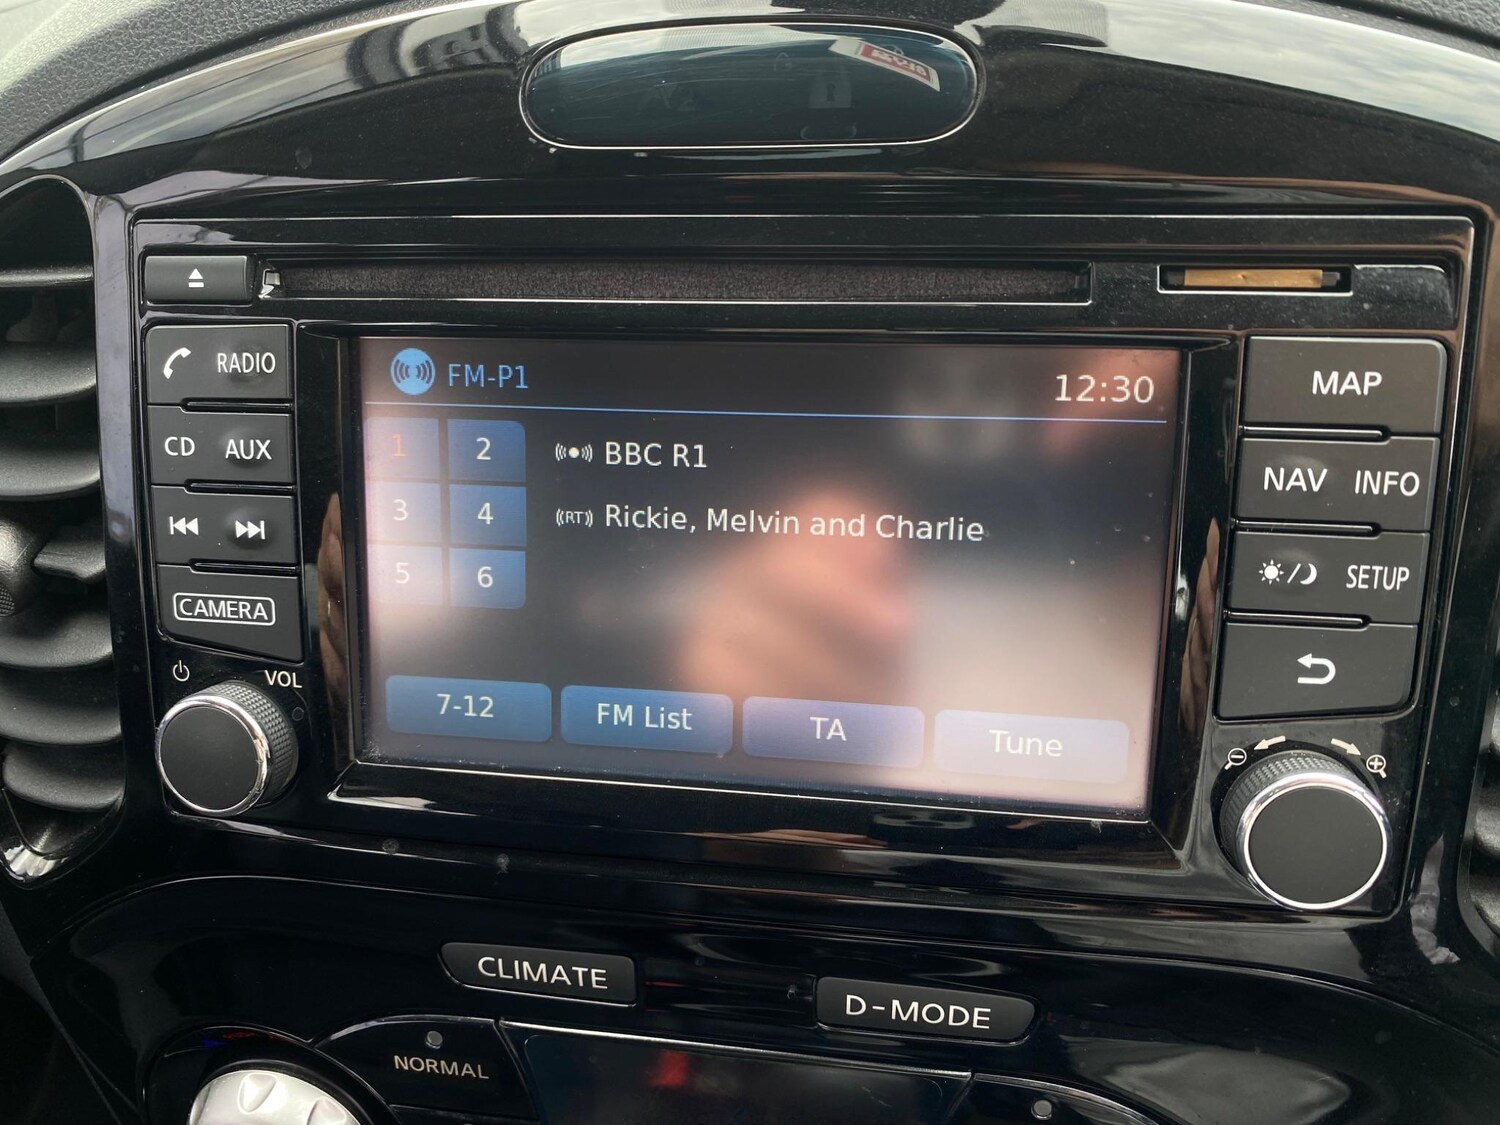 RADIO
CD AUX
CAMERA
VOL
FM-P1
12:30
1 2
3 4
5 6
BBC R1
RT
Rickie, Melvin and Charlie
7-12 FM List TA Tune
MAP
NAV INFO
SETUP
CLIMATE
D-MODE
NORMAL